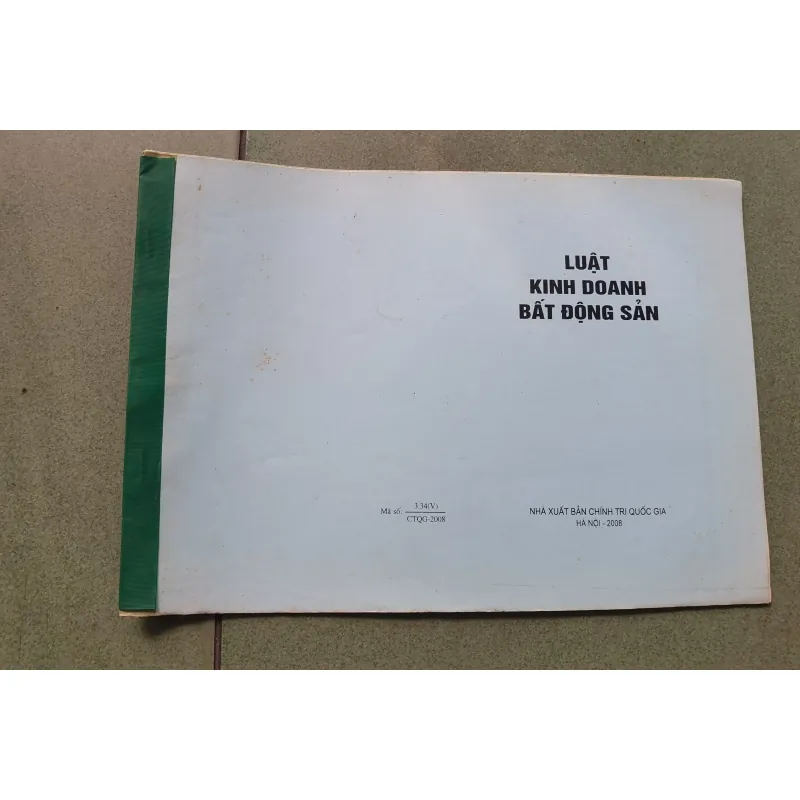 LUẬT
KINH DOANH
BẤT ĐỘNG SẢN
Mã số: 3.34(V)
CTQG-2008
NHÀ XUẤT BẢN CHÍNH TRỊ QUỐC GIA
HÀ NỘI - 2008